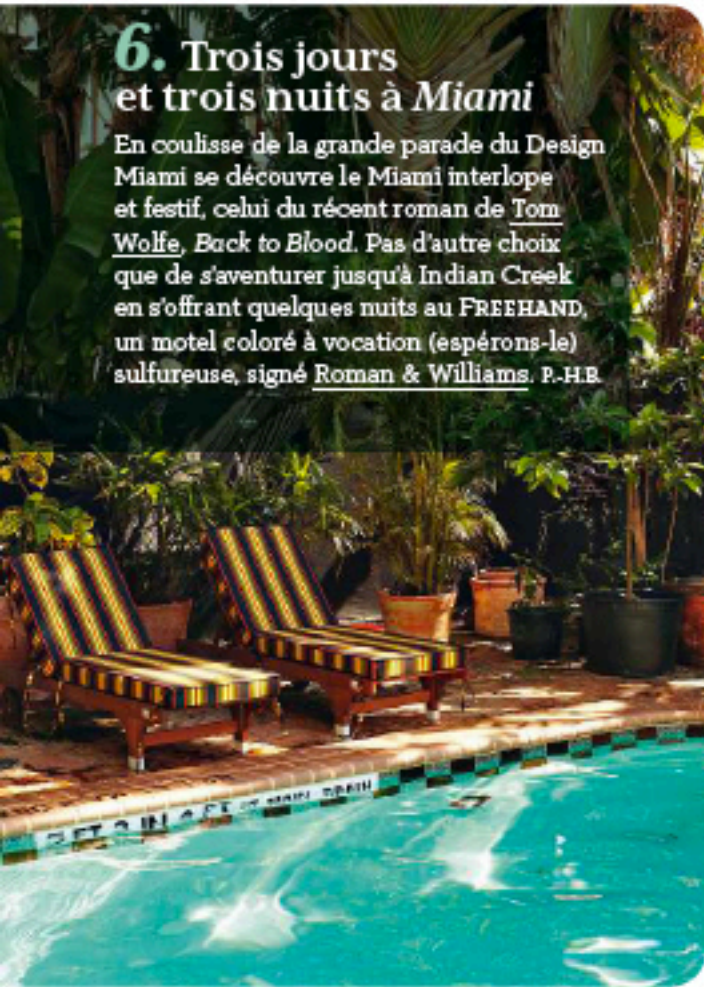 6. Trois jours
et trois nuits à Miami
En coulisse de la grande parade du Design
Miami se découvre le Miami interlope
et festif, celui du récent roman de Tom
Wolfe, Back to Blood. Pas d'autre choix
que de s'aventurer jusqu'à Indian Creek
en s'offrant quelques nuits au FREEHAND,
un motel coloré à vocation (espérons-le)
sulfureuse, signé Roman & Williams. P.-H.B.